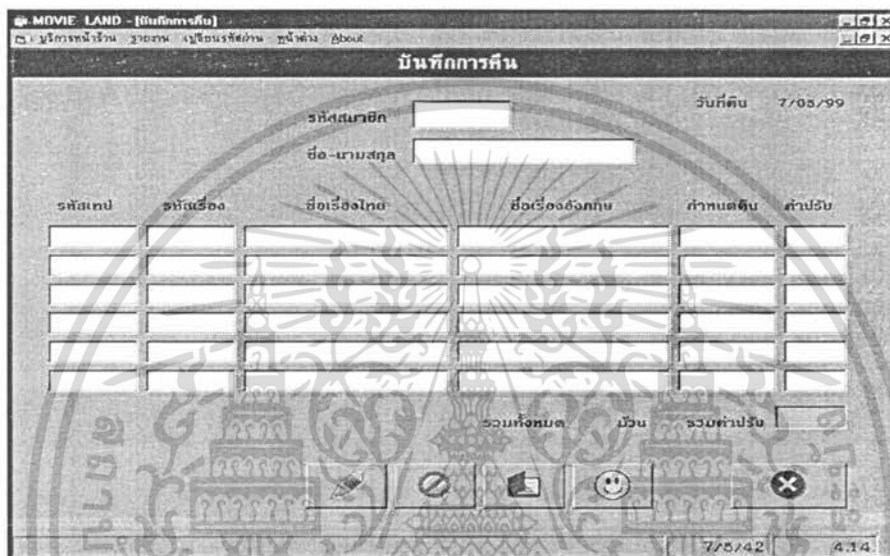 MOVIE LAND - [บันทึกการคืน]
บริการหน้าร้าน รายงาน เปลี่ยนรหัสผ่าน หน้าต่าง About
บันทึกการคืน
วันที่คืน 7/05/99
รหัสสมาชิก
ชื่อ-นามสกุล
รหัสเทป รหัสเรื่อง ชื่อเรื่องไทย ชื่อเรื่องอังกฤษ กำหนดคืน ค่าปรับ
รวมทั้งหมด ม้วน รวมค่าปรับ
7/5/42 4:14